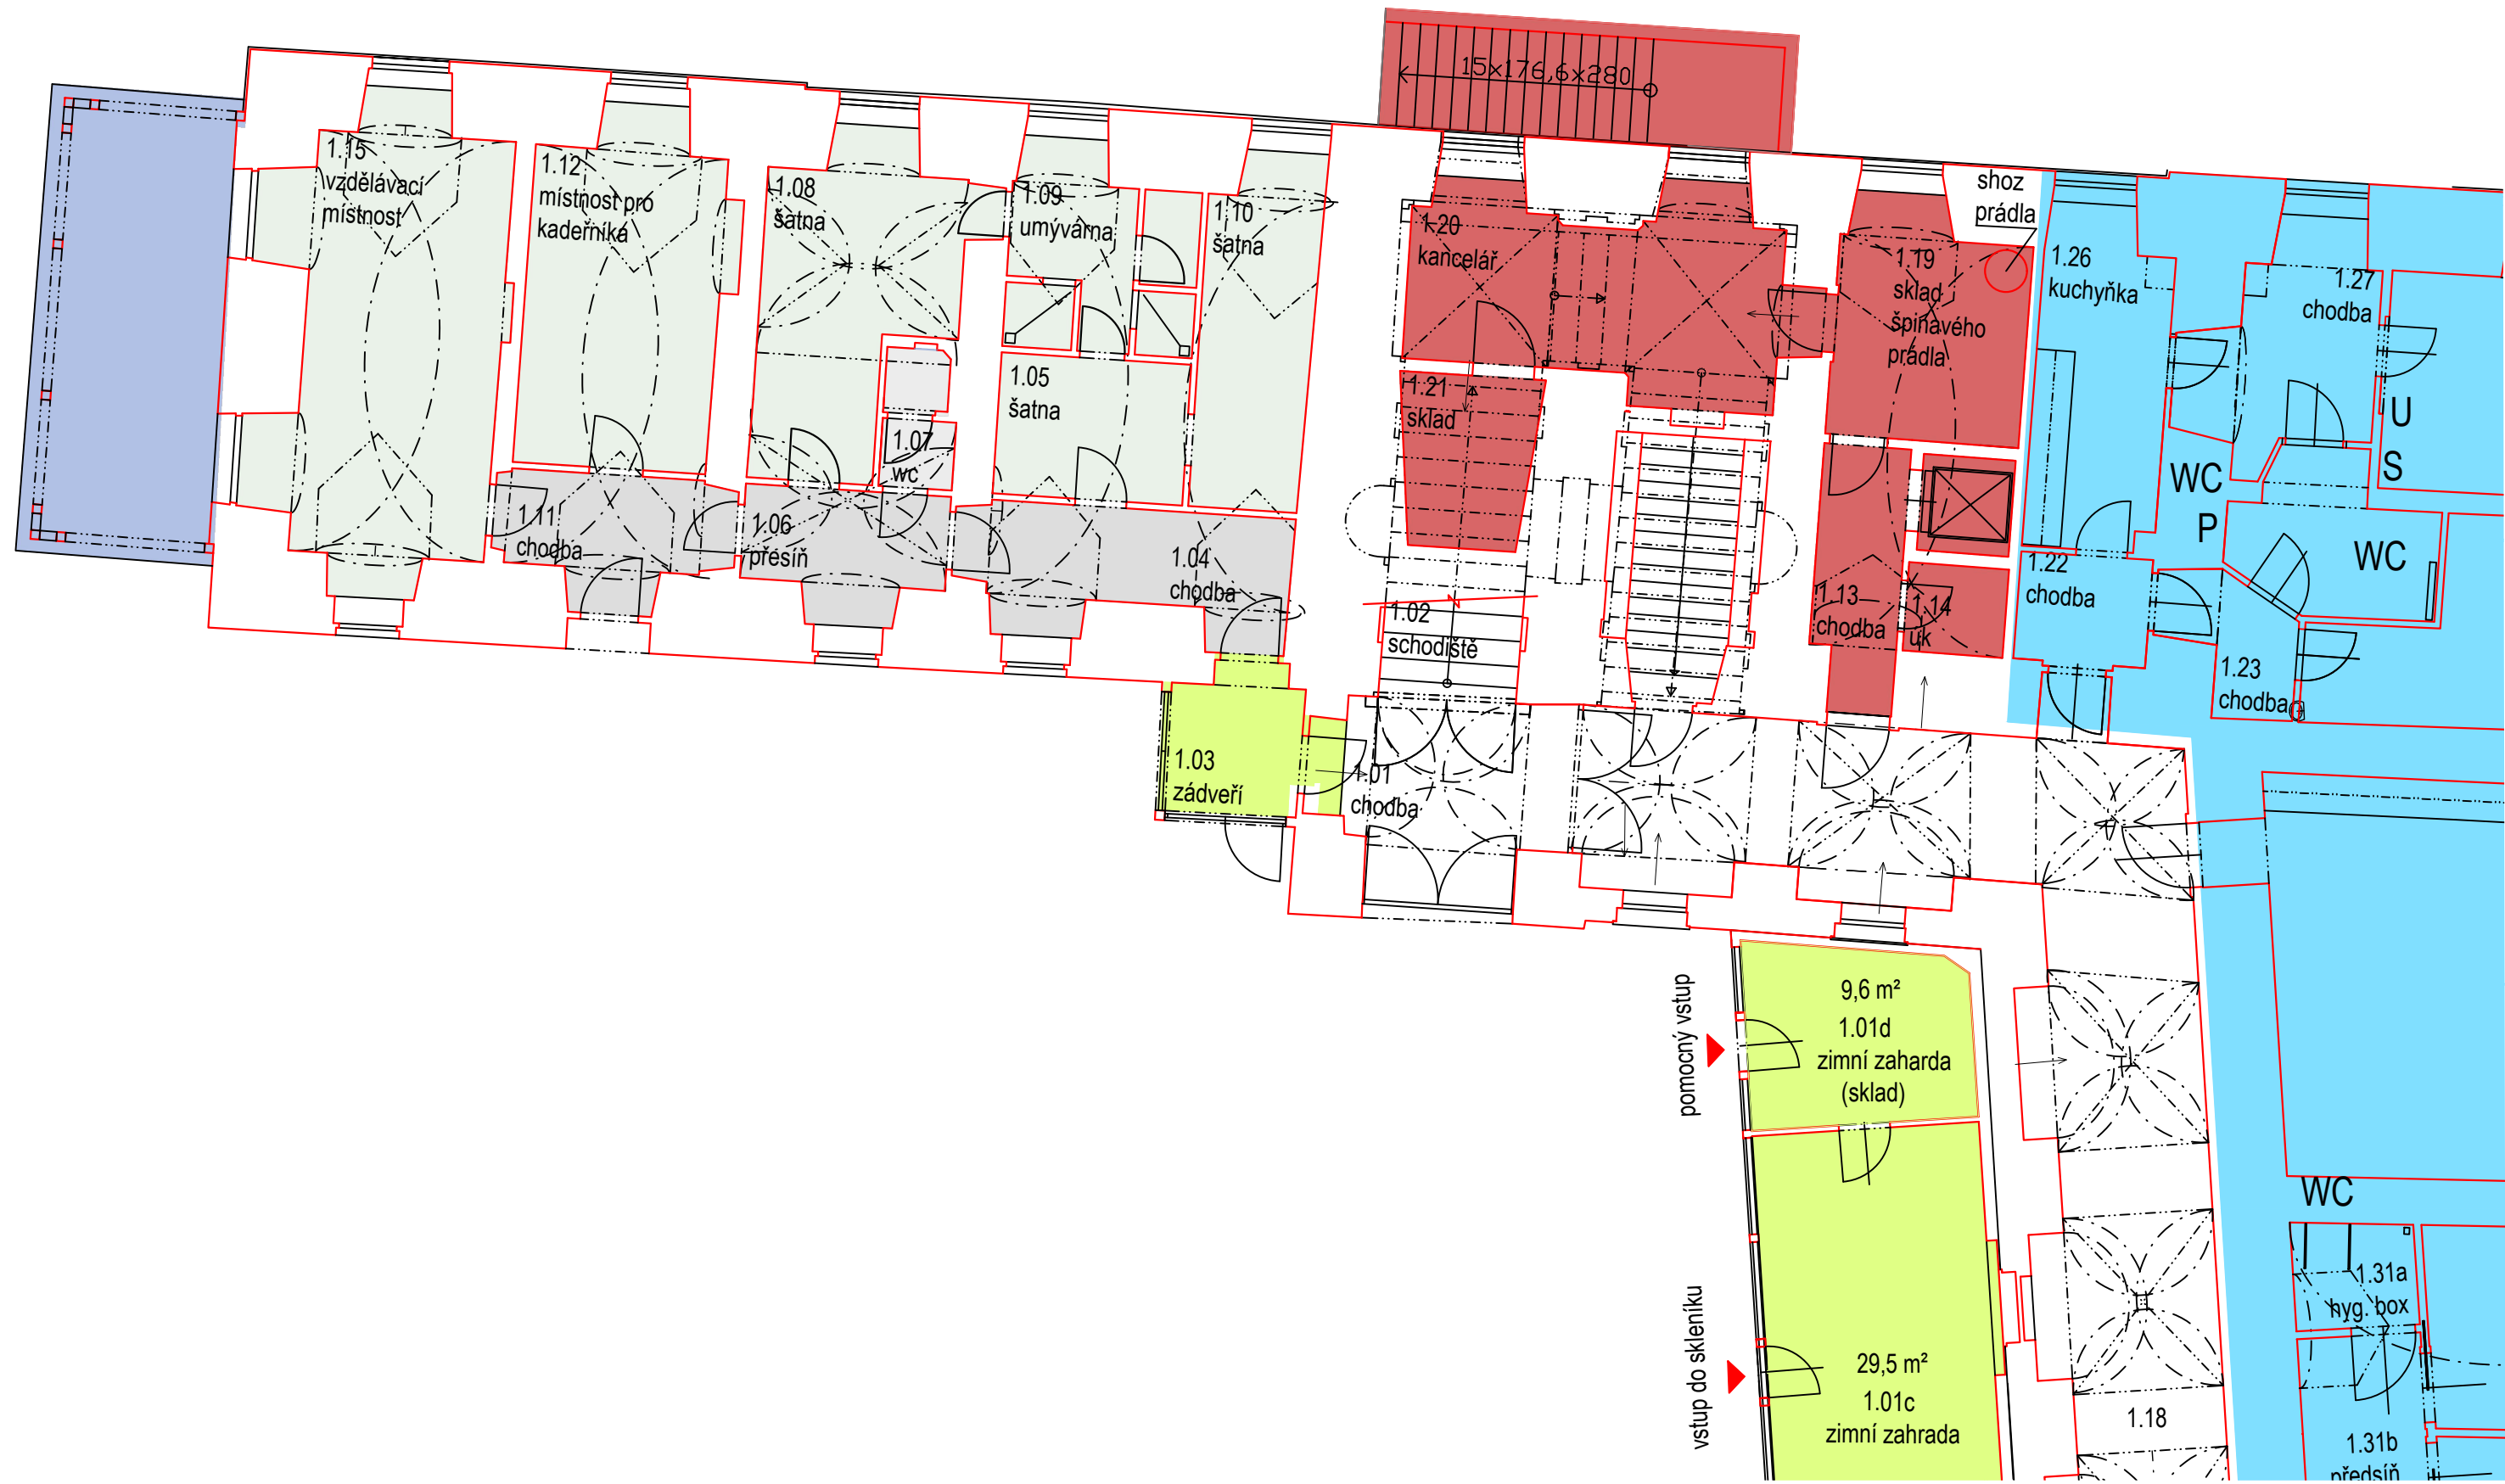 15×176,6×280
1.15
vzdělávací
místnost
1.12
místnost pro
kadeřníka
1.08
šatna
1.09
umývárna
1.10
šatna
1.20
kancelář
shoz
prádla
1.19
sklad
špinavého
prádla
1.26
kuchyňka
1.27
chodba
1.05
šatna
1.21
sklad
U
S
1.07
wc
WC
P
WC
1.11
chodba
1.06
přesíň
1.04
chodba
1.02
schodiště
1.13
chodba
1.14
úk
1.22
chodba
1.23
chodba
1.03
zádveří
1.01
chodba
pomocný vstup
9,6 m²
1.01d
zimní zaharda
(sklad)
WC
1.31a
hyg. box
vstup do skleníku
29,5 m²
1.01c
zimní zahrada
1.18
1.31b
předsíň